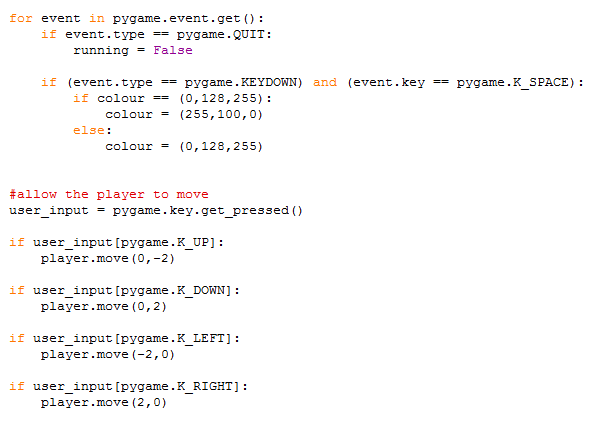 for event in pygame.event.get():
    if event.type == pygame.QUIT:
        running = False

    if (event.type == pygame.KEYDOWN) and (event.key == pygame.K_SPACE):
        if colour == (0,128,255):
            colour = (255,100,0)
        else:
            colour = (0,128,255)


#allow the player to move
user_input = pygame.key.get_pressed()

if user_input[pygame.K_UP]:
    player.move(0,-2)

if user_input[pygame.K_DOWN]:
    player.move(0,2)

if user_input[pygame.K_LEFT]:
    player.move(-2,0)

if user_input[pygame.K_RIGHT]:
    player.move(2,0)